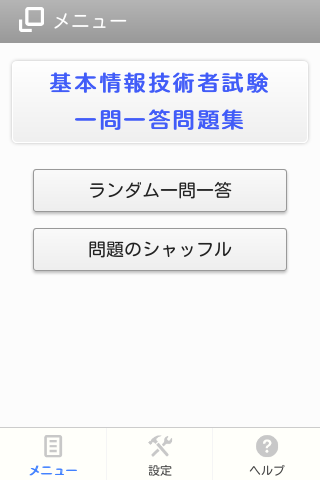 メニュー
基本情報技術者試験
一問一答問題集
ランダム一問一答
問題のシャッフル
メニュー
設定
ヘルプ